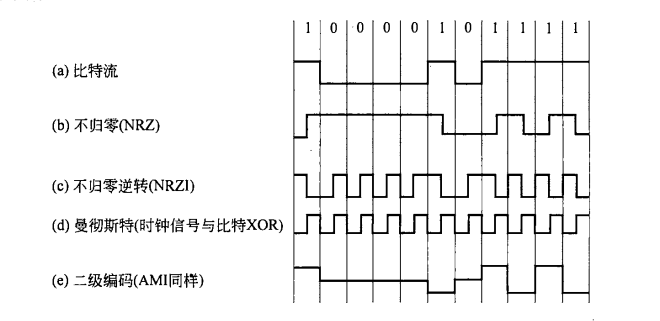 1 0 0 0 0 1 0 1 1 1 1
(a) 比特流
(b) 不归零(NRZ)
(c) 不归零逆转(NRZI)
(d) 曼彻斯特(时钟信号与比特XOR)
(e) 二级编码(AMI同样)